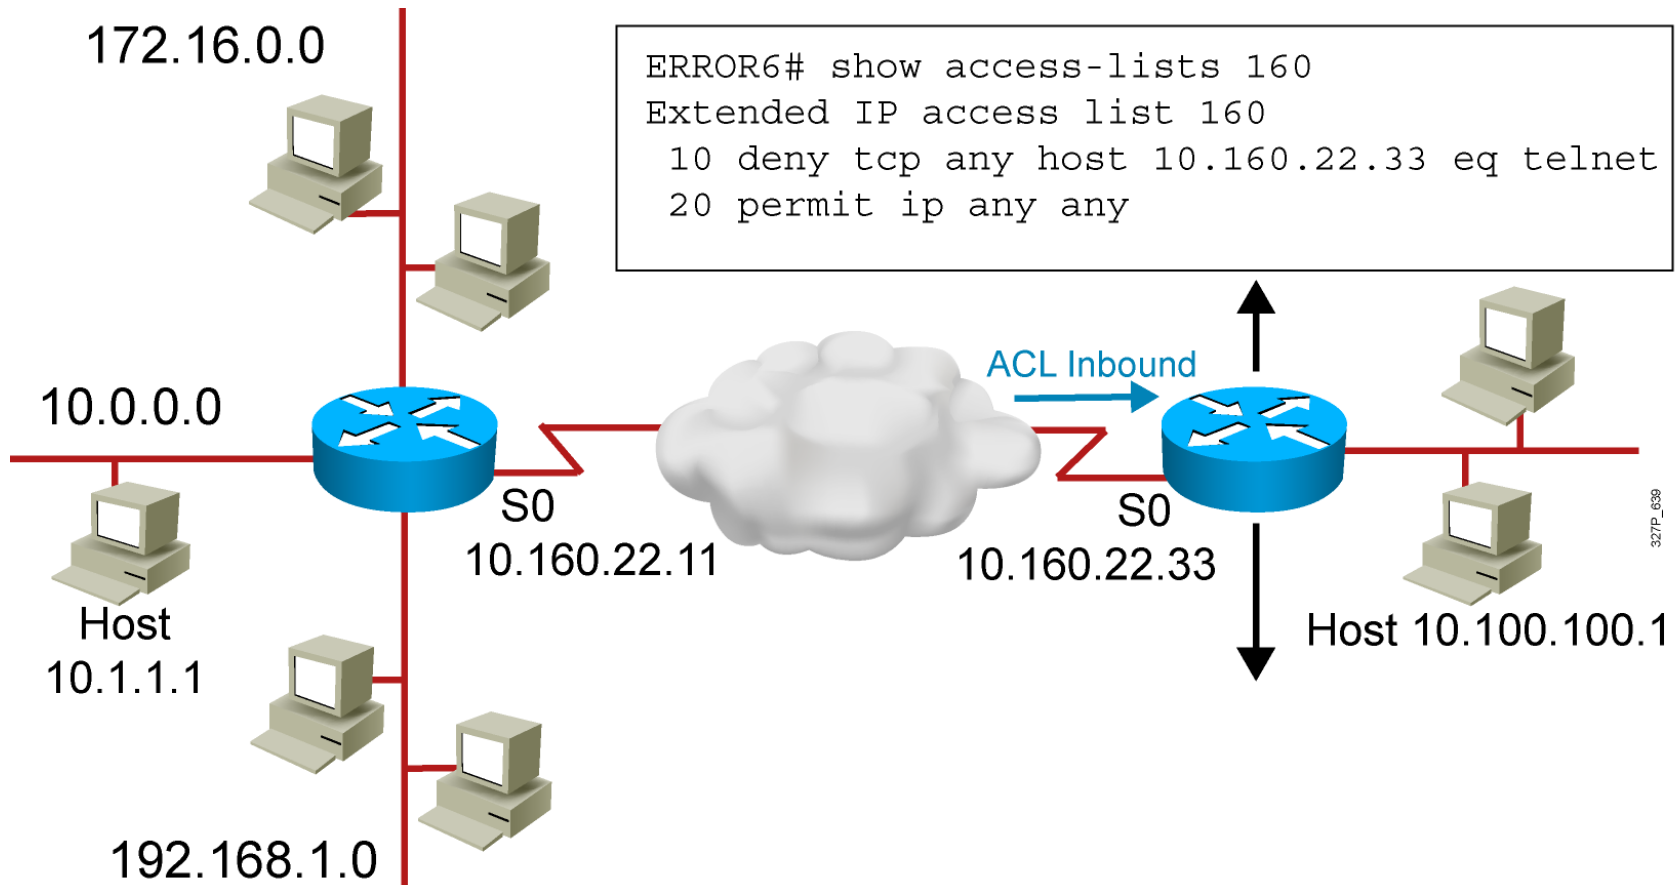 172.16.0.0
ERROR6# show access-lists 160
Extended IP access list 160
10 deny tcp any host 10.160.22.33 eq telnet
20 permit ip any any
ACL Inbound
10.0.0.0
S0
10.160.22.11
S0
10.160.22.33
Host
10.1.1.1
Host 10.100.100.1
192.168.1.0
327P_639